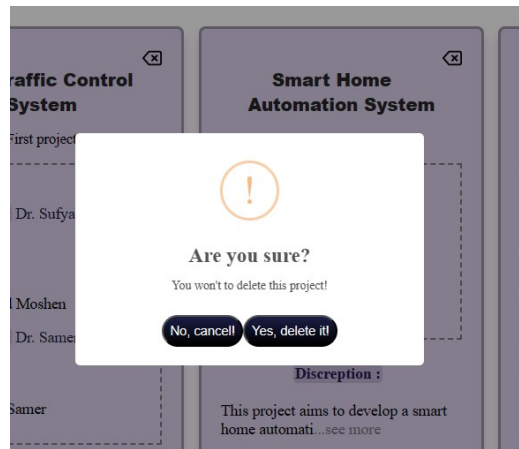 raffic Control
System
First project
Dr. Sufya
Moshen
Dr. Same
Samer
Smart Home
Automation System
!
Are you sure?
You won't to delete this project!
No, cancel!
Yes, delete it!
Discreption :
This project aims to develop a smart
home automati...see more